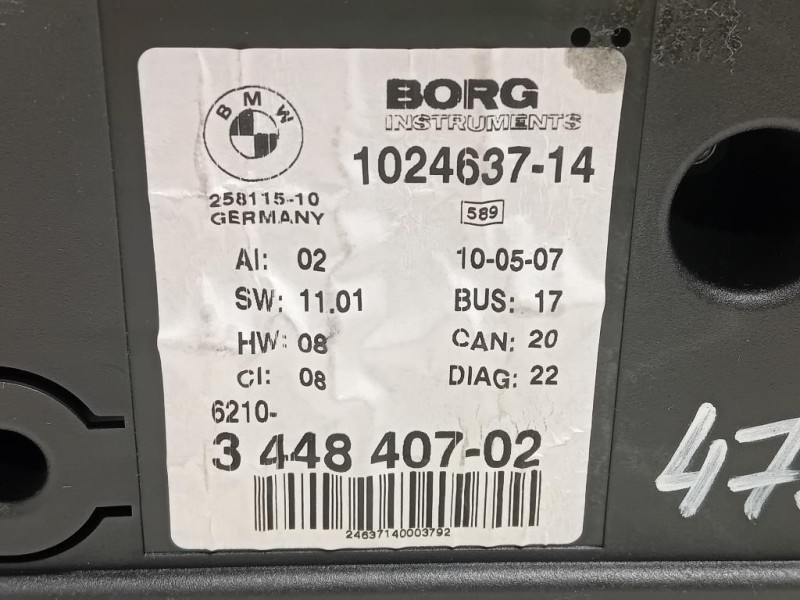 BMW
BORG
INSTRUMENTS
1024637-14
258115-10
GERMANY
589
AI: 02
10-05-07
SW: 11.01
BUS: 17
HW: 08
CAN: 20
CI: 08
DIAG: 22
6210-
3 448 407-02
24637140003792